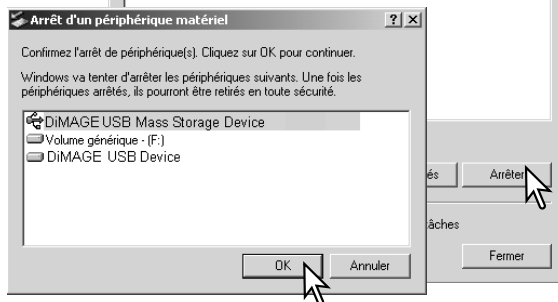 Arrêt d'un périphérique matériel
Confirmez l'arrêt de périphérique(s). Cliquez sur OK pour continuer.
Windows va tenter d'arrêter les périphériques suivants. Une fois les
périphériques arrêtés, ils pourront être retirés en toute sécurité.
DiMAGE USB Mass Storage Device
Volume générique - (F:)
DiMAGE USB Device
OK
Annuler
és
Arrêter
âches
Fermer